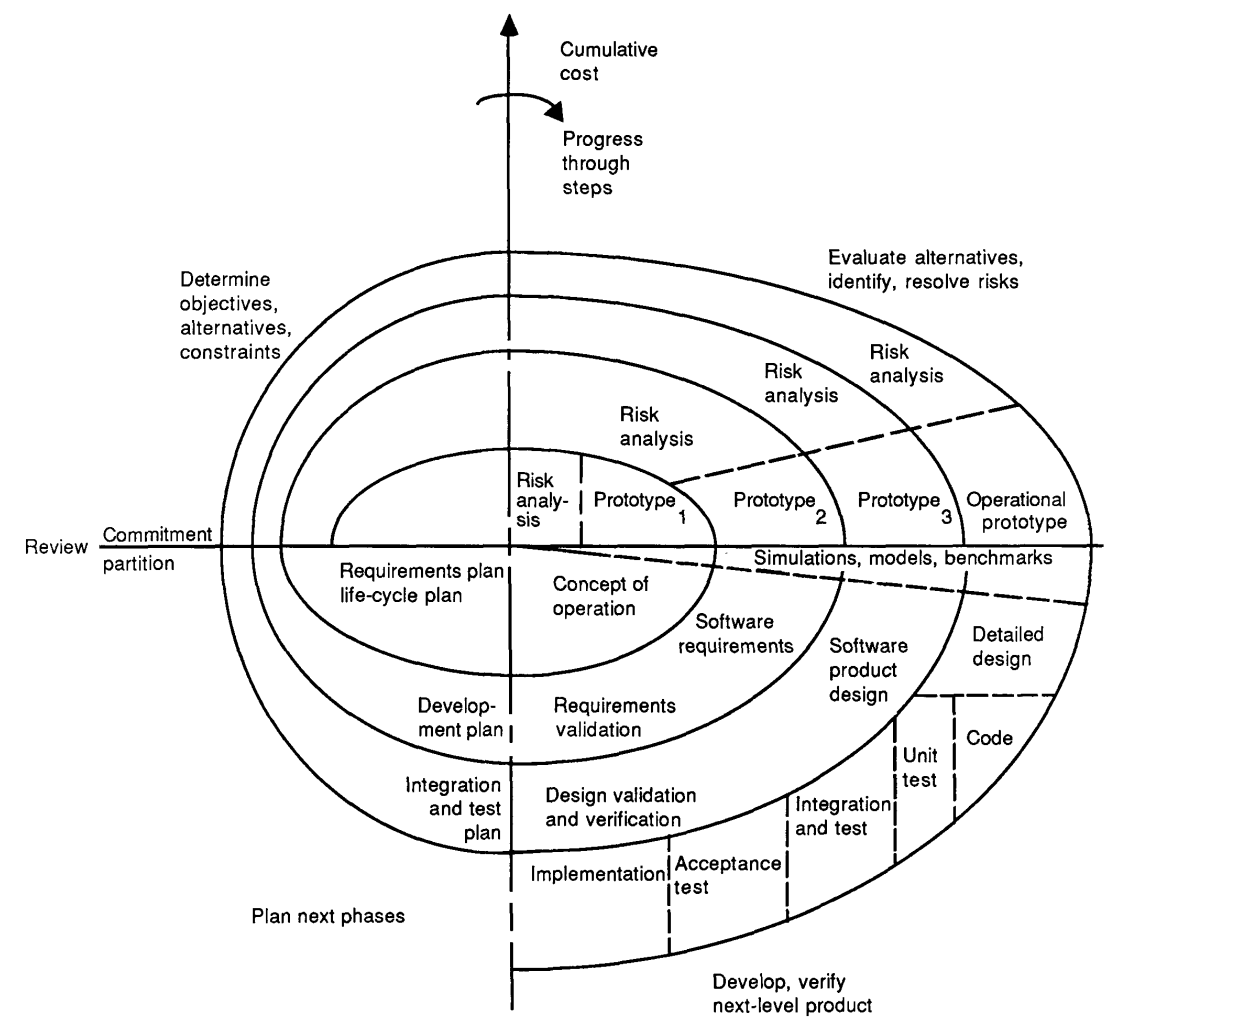 Cumulative
cost
Progress
through
steps
Evaluate alternatives,
identify, resolve risks
Determine
objectives,
alternatives,
constraints
Risk
analysis
Risk
analysis
Risk
analysis
Risk
analy-
sis
Prototype 1
Prototype 2
Prototype 3
Operational
prototype
Review
Commitment
partition
Simulations, models, benchmarks
Requirements plan
life-cycle plan
Concept of
operation
Software
requirements
Software
product
design
Detailed
design
Develop-
ment plan
Requirements
validation
Code
Unit
test
Integration
and test
plan
Design validation
and verification
Integration
and test
Acceptance
test
Implementation
Plan next phases
Develop, verify
next-level product